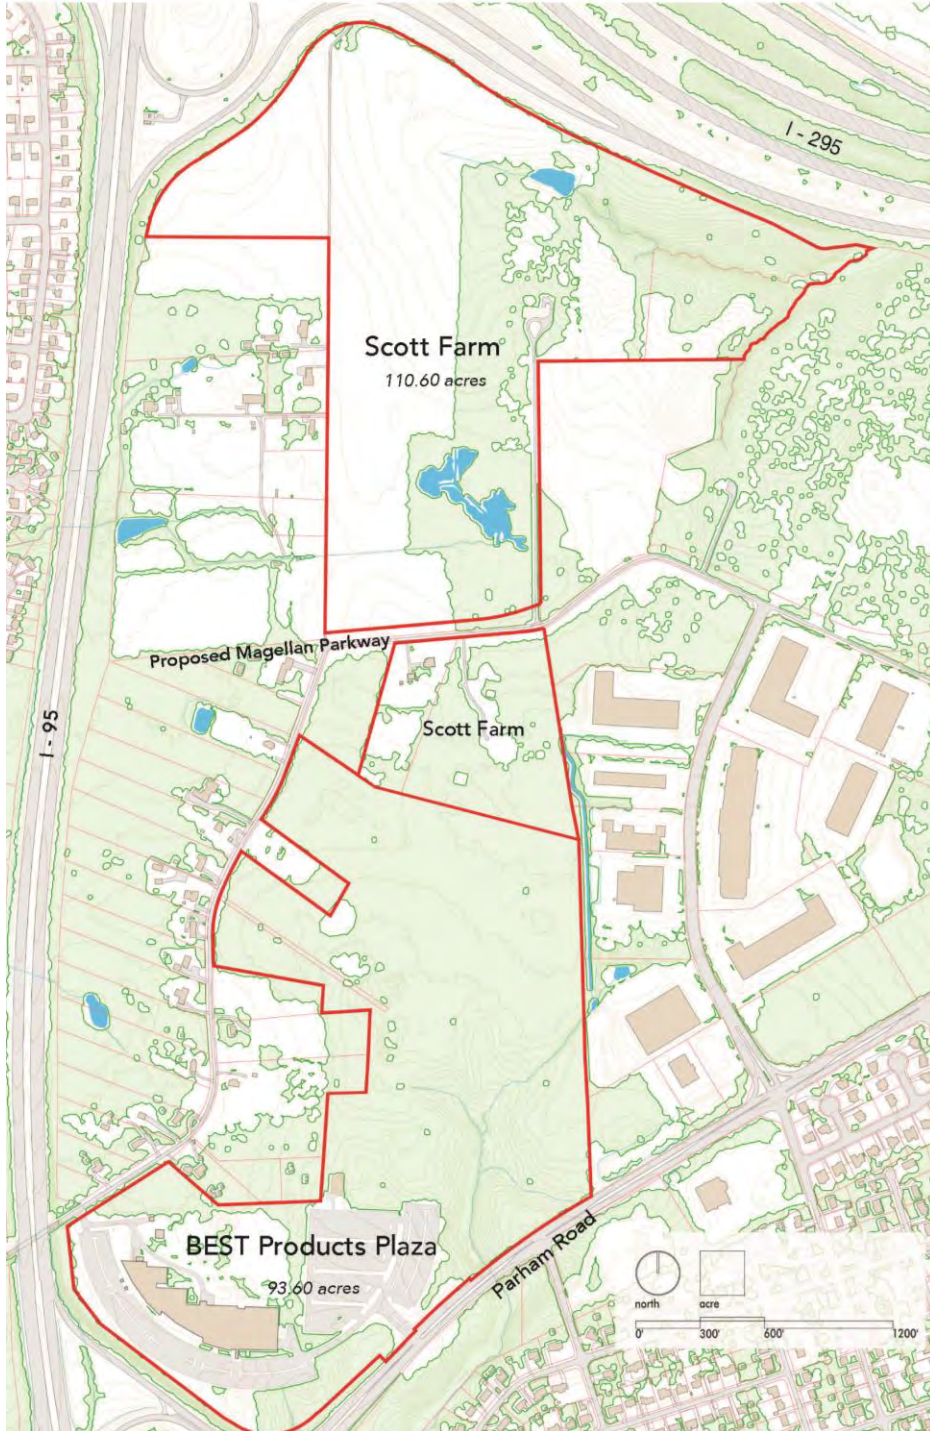 I - 295
Scott Farm
110.60 acres
Proposed Magellan Parkway
I - 95
Scott Farm
BEST Products Plaza
93.60 acres
Parham Road
north
acre
0'
300'
600'
1200'